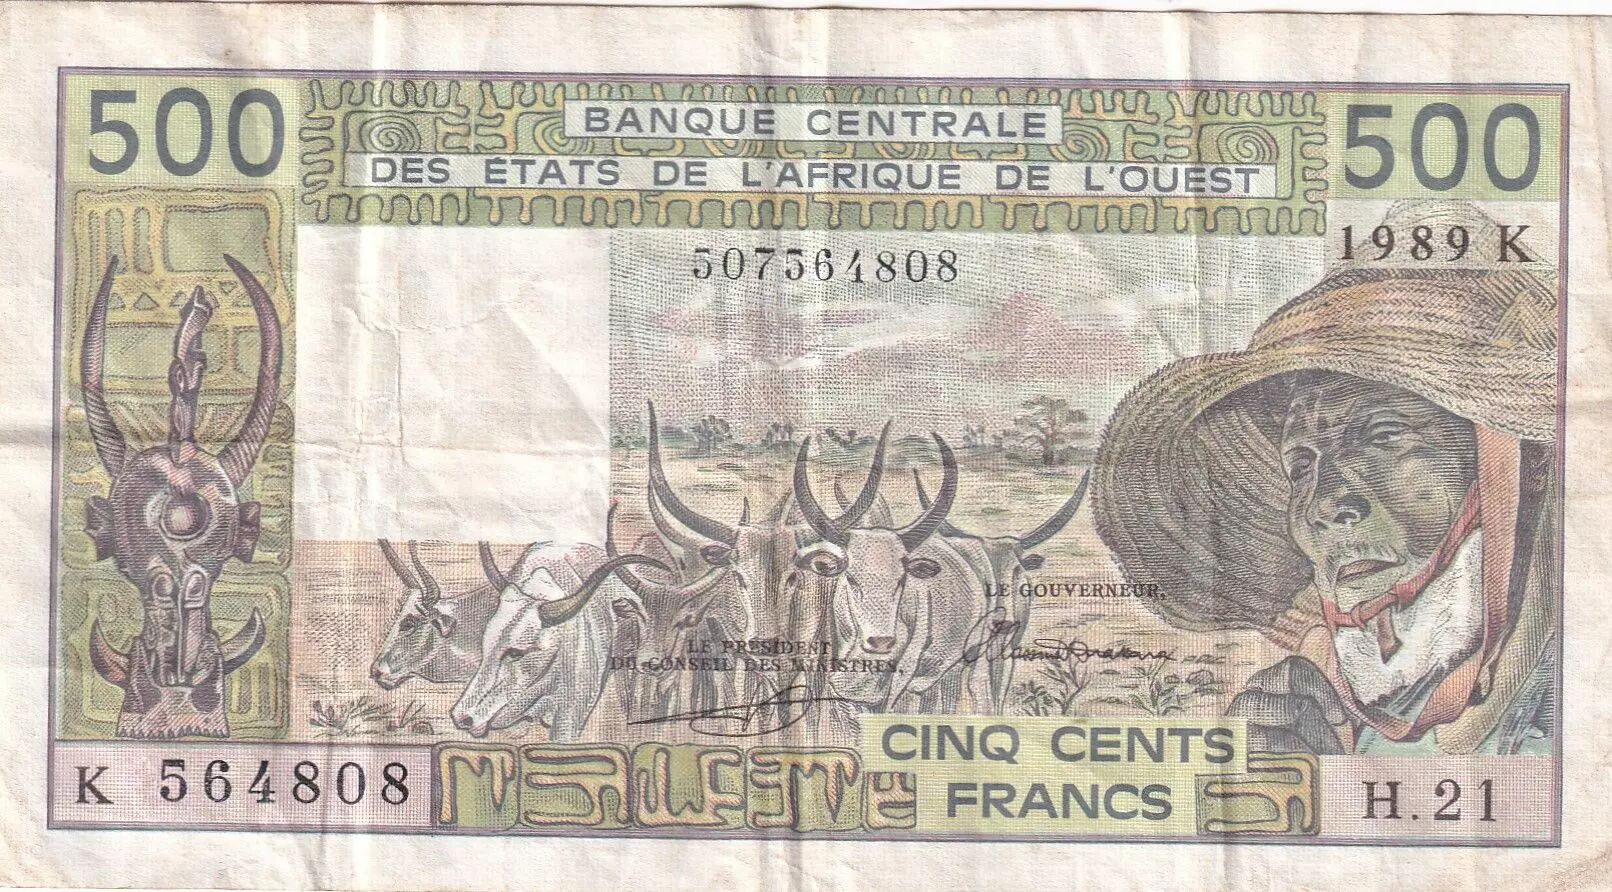 500
BANQUE CENTRALE
DES ÉTATS DE L'AFRIQUE DE L'OUEST
500
507564808
1989 K
LE GOUVERNEUR,
LE PRÉSIDENT
DU CONSEIL DES MINISTRES,
CINQ CENTS
FRANCS
K 564808
H.21